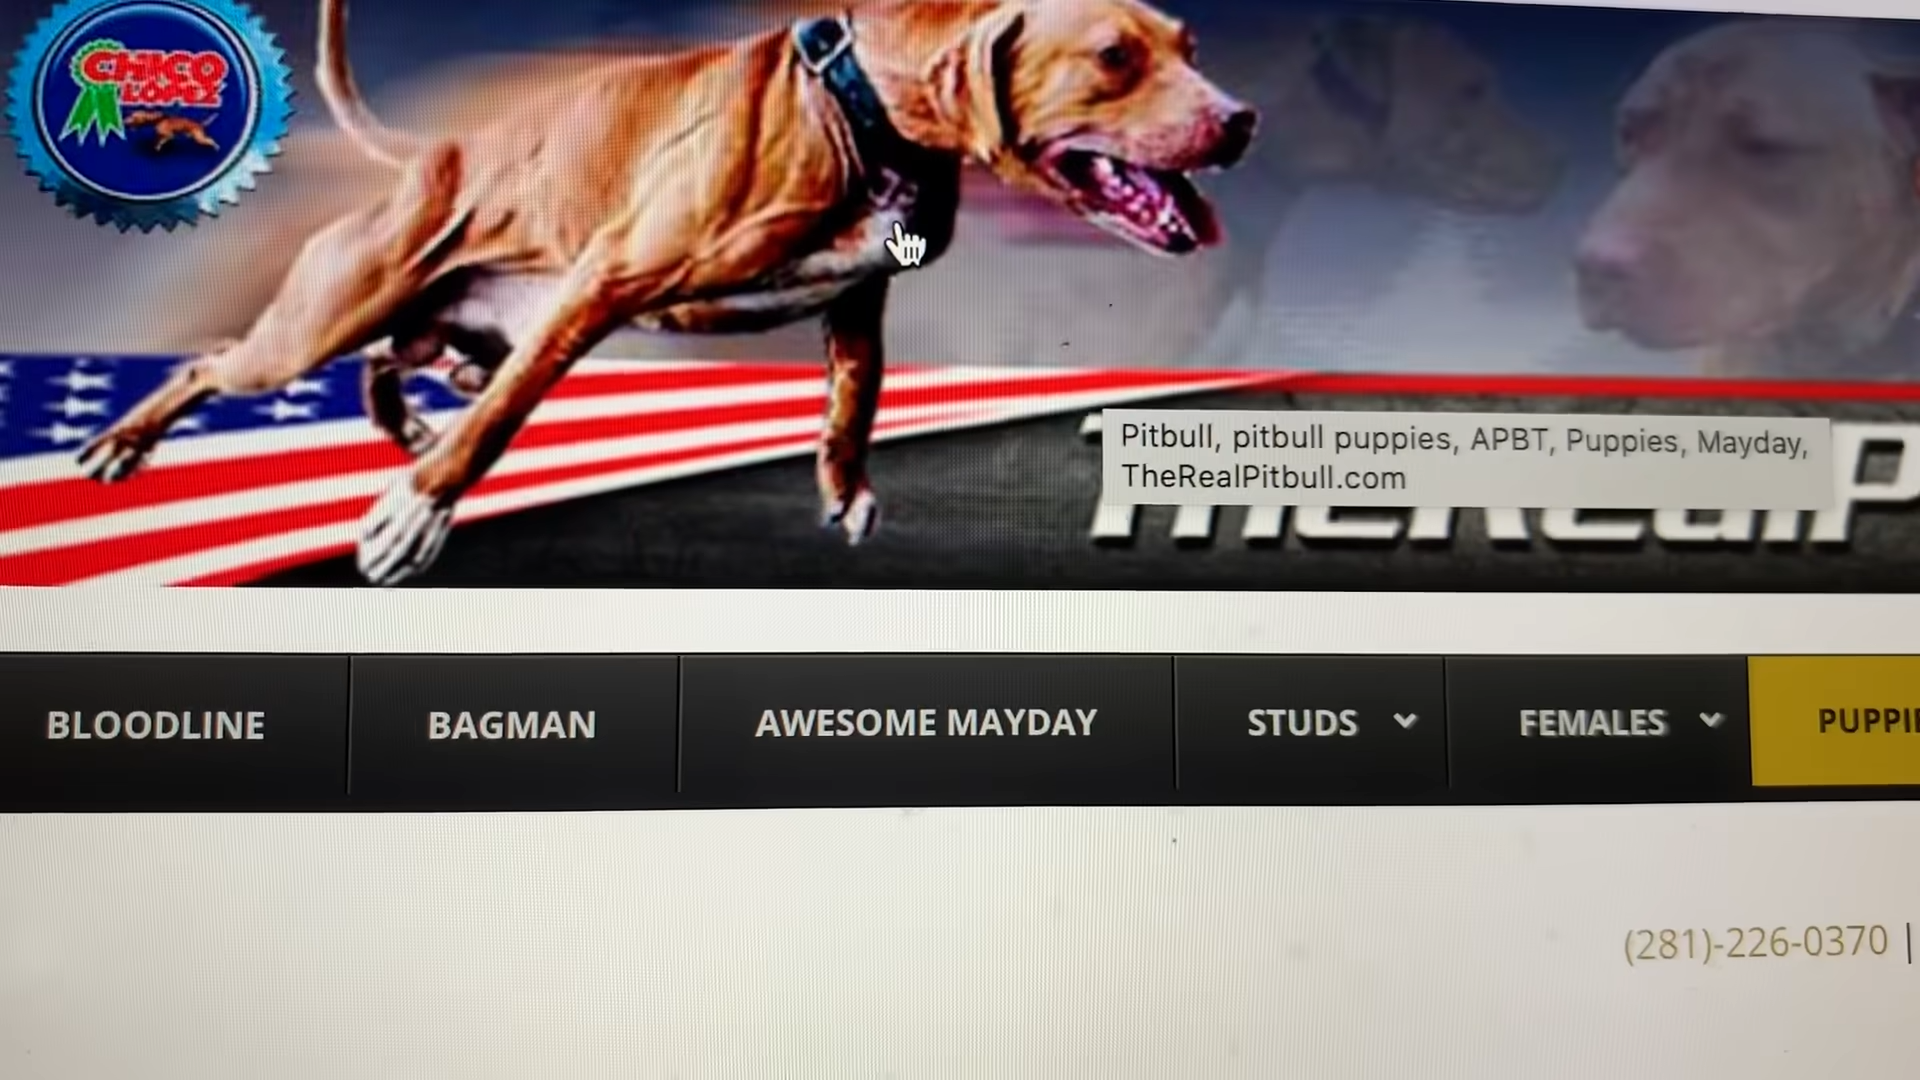 CHICO
LOPEZ
Pitbull, pitbull puppies, APBT, Puppies, Mayday,
TheRealPitbull.com
BLOODLINE
BAGMAN
AWESOME MAYDAY
STUDS
FEMALES
(281)-226-0370 |